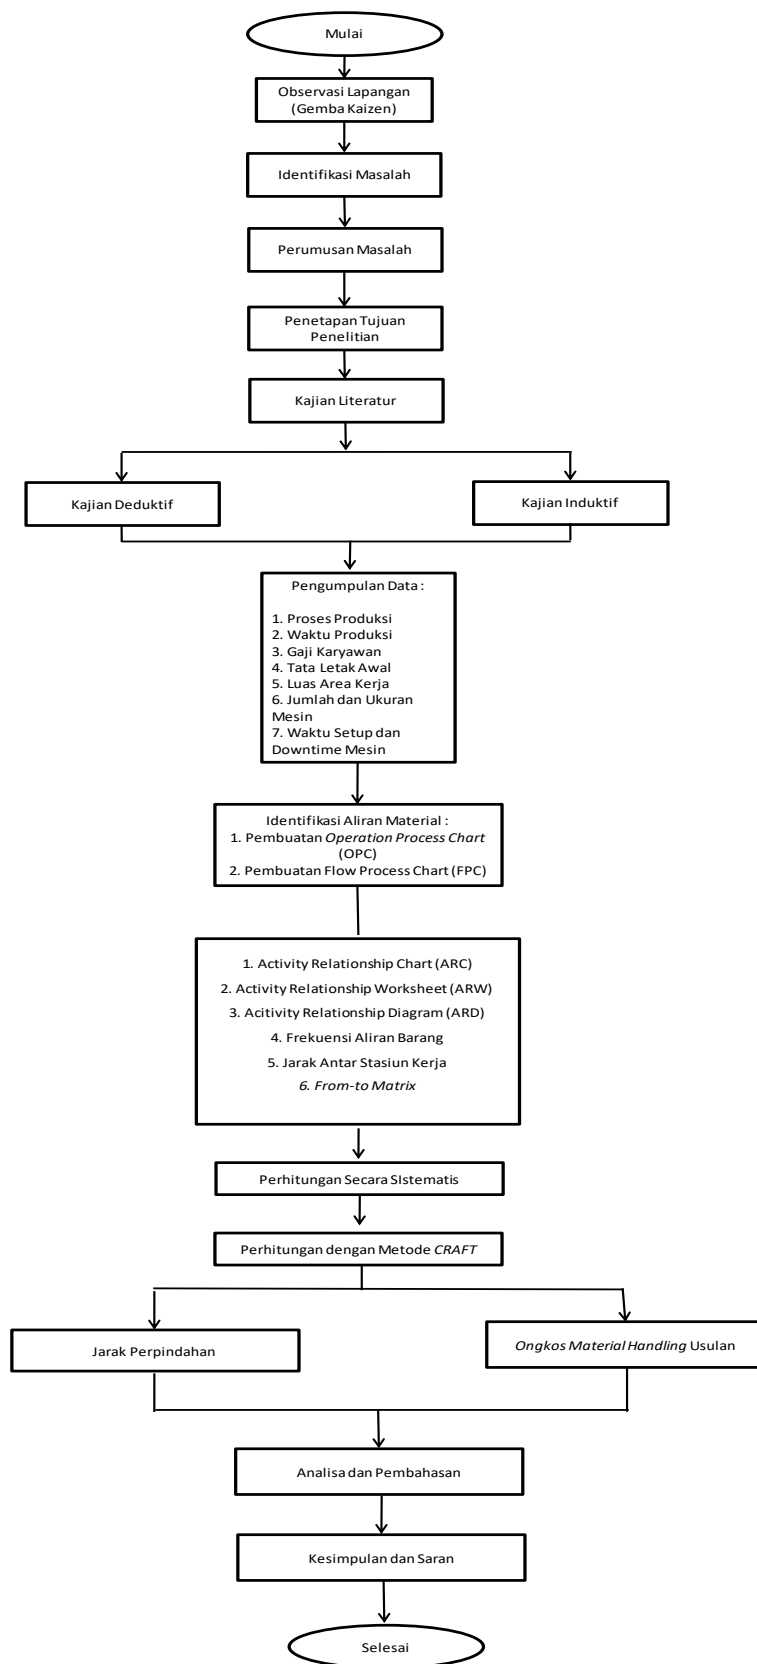 Mulai
Observasi Lapangan
(Gemba Kaizen)
Identifikasi Masalah
Perumusan Masalah
Penetapan Tujuan
Penelitian
Kajian Literatur
Kajian Deduktif
Kajian Induktif
Pengumpulan Data :
1. Proses Produksi
2. Waktu Produksi
3. Gaji Karyawan
4. Tata Letak Awal
5. Luas Area Kerja
6. Jumlah dan Ukuran
Mesin
7. Waktu Setup dan
Downtime Mesin
Identifikasi Aliran Material :
1. Pembuatan Operation Process Chart
(OPC)
2. Pembuatan Flow Process Chart (FPC)
1. Activity Relationship Chart (ARC)
2. Activity Relationship Worksheet (ARW)
3. Acitivity Relationship Diagram (ARD)
4. Frekuensi Aliran Barang
5. Jarak Antar Stasiun Kerja
6. From-to Matrix
Perhitungan Secara SIstematis
Perhitungan dengan Metode CRAFT
Jarak Perpindahan
Ongkos Material Handling Usulan
Analisa dan Pembahasan
Kesimpulan dan Saran
Selesai